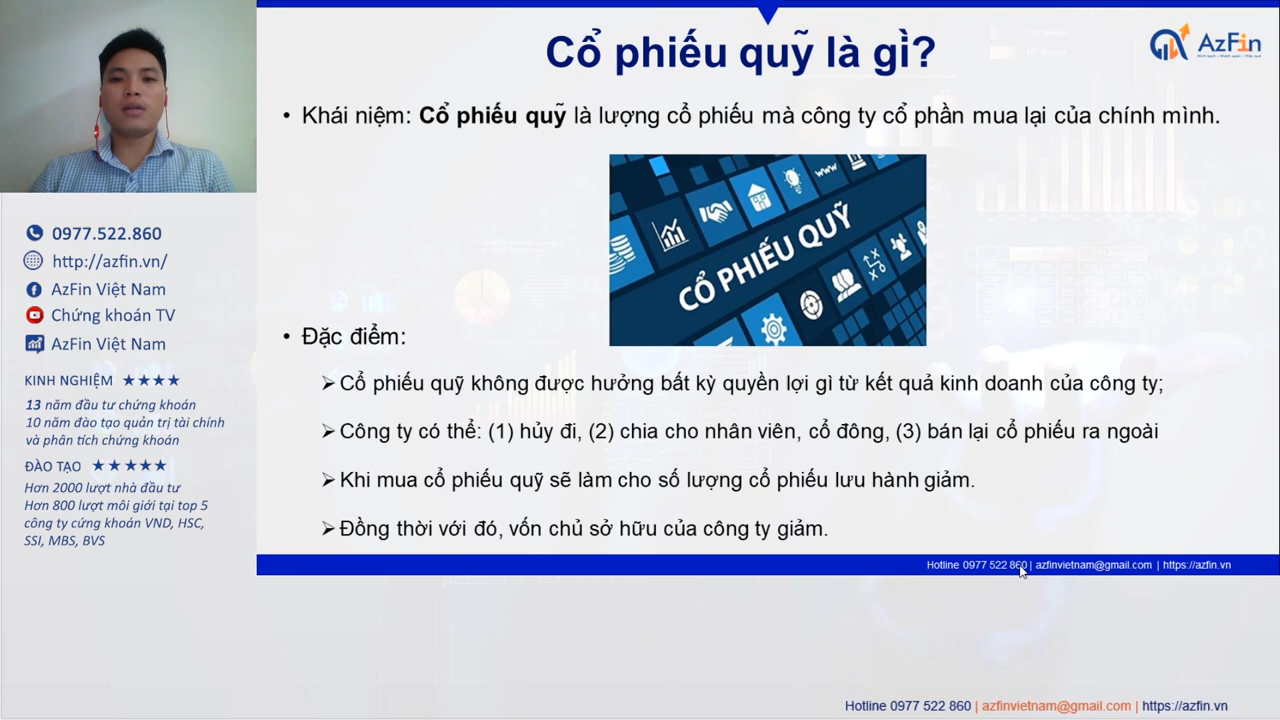 Cổ phiếu quỹ là gì?
AzFin
• Khái niệm: Cổ phiếu quỹ là lượng cổ phiếu mà công ty cổ phần mua lại của chính mình.
www
CỔ PHIẾU QUỸ
• Đặc điểm:
➢ Cổ phiếu quỹ không được hưởng bất kỳ quyền lợi gì từ kết quả kinh doanh của công ty;
➢ Công ty có thể: (1) hủy đi, (2) chia cho nhân viên, cổ đông, (3) bán lại cổ phiếu ra ngoài
➢ Khi mua cổ phiếu quỹ sẽ làm cho số lượng cổ phiếu lưu hành giảm.
➢ Đồng thời với đó, vốn chủ sở hữu của công ty giảm.
Hotline 0977 522 860 | azfinvietnam@gmail.com | https://azfin.vn
0977.522.860
http://azfin.vn/
AzFin Việt Nam
Chứng khoán TV
AzFin Việt Nam
KINH NGHIỆM ★★★★
13 năm đầu tư chứng khoán
10 năm đào tạo quản trị tài chính
và phân tích chứng khoán
ĐÀO TẠO ★★★★★
Hơn 2000 lượt nhà đầu tư
Hơn 800 lượt môi giới tại top 5
công ty cứng khoán VND, HSC,
SSI, MBS, BVS
Hotline 0977 522 860 | azfinvietnam@gmail.com | https://azfin.vn